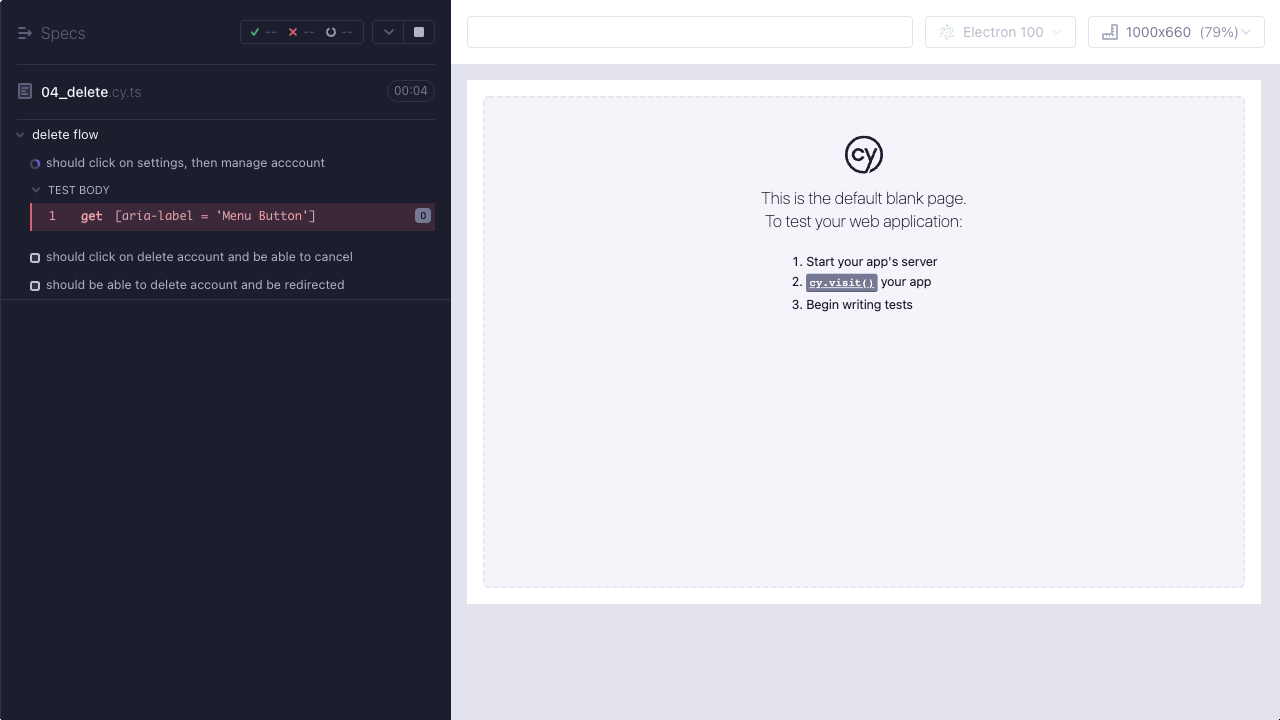 Specs
-- -- --
04_delete.cy.ts 00:04
delete flow
should click on settings, then manage acccount
TEST BODY
1 get [aria-label = 'Menu Button'] 0
should click on delete account and be able to cancel
should be able to delete account and be redirected
Electron 100
1000x660 (79%)
cy
This is the default blank page.
To test your web application:
1. Start your app's server
2. cy.visit() your app
3. Begin writing tests